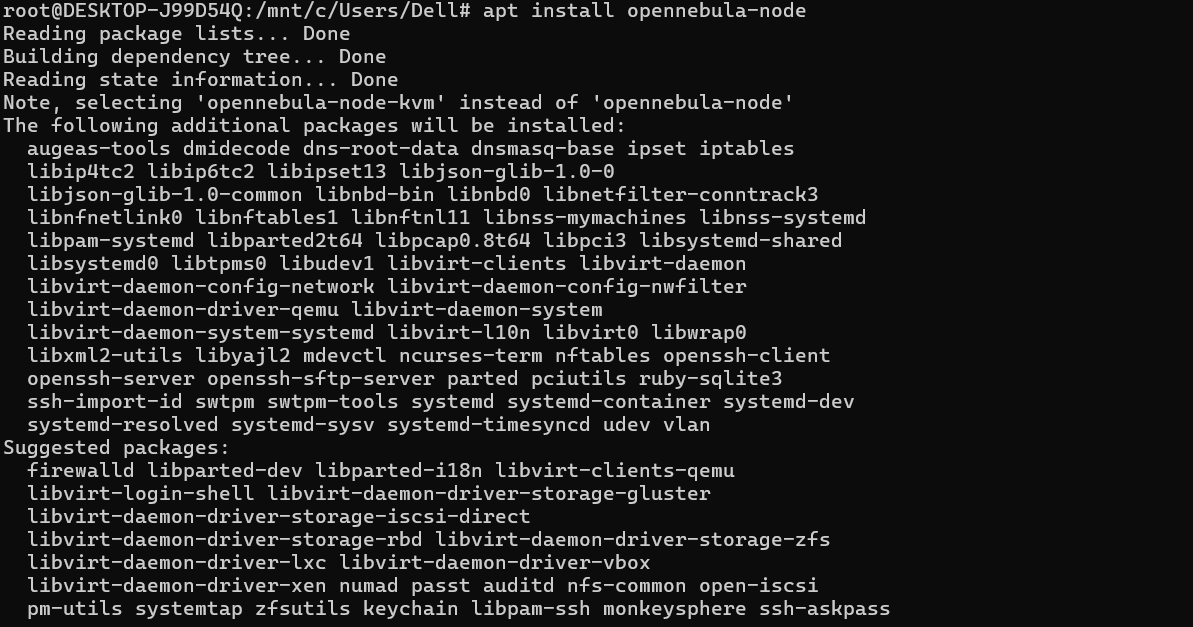 root@DESKTOP-J99D54Q:/mnt/c/Users/Dell# apt install opennebula-node
Reading package lists... Done
Building dependency tree... Done
Reading state information... Done
Note, selecting 'opennebula-node-kvm' instead of 'opennebula-node'
The following additional packages will be installed:
  augeas-tools dmidecode dns-root-data dnsmasq-base ipset iptables
  libip4tc2 libip6tc2 libipset13 libjson-glib-1.0-0
  libjson-glib-1.0-common libnbd-bin libnbd0 libnetfilter-conntrack3
  libnfnetlink0 libnftables1 libnftnl11 libnss-mymachines libnss-systemd
  libpam-systemd libparted2t64 libpcap0.8t64 libpci3 libsystemd-shared
  libsystemd0 libtpms0 libudev1 libvirt-clients libvirt-daemon
  libvirt-daemon-config-network libvirt-daemon-config-nwfilter
  libvirt-daemon-driver-qemu libvirt-daemon-system
  libvirt-daemon-system-systemd libvirt-l10n libvirt0 libwrap0
  libxml2-utils libyajl2 mdevctl ncurses-term nftables openssh-client
  openssh-server openssh-sftp-server parted pciutils ruby-sqlite3
  ssh-import-id swtpm swtpm-tools systemd systemd-container systemd-dev
  systemd-resolved systemd-sysv systemd-timesyncd udev vlan
Suggested packages:
  firewalld libparted-dev libparted-i18n libvirt-clients-qemu
  libvirt-login-shell libvirt-daemon-driver-storage-gluster
  libvirt-daemon-driver-storage-iscsi-direct
  libvirt-daemon-driver-storage-rbd libvirt-daemon-driver-storage-zfs
  libvirt-daemon-driver-lxc libvirt-daemon-driver-vbox
  libvirt-daemon-driver-xen numad passt auditd nfs-common open-iscsi
  pm-utils systemtap zfsutils keychain libpam-ssh monkeysphere ssh-askpass